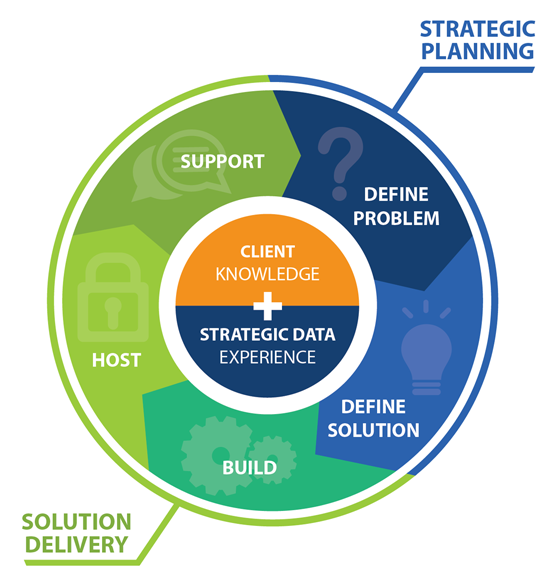 STRATEGIC
PLANNING
SUPPORT
DEFINE
PROBLEM
CLIENT
KNOWLEDGE
+
STRATEGIC DATA
EXPERIENCE
HOST
DEFINE
SOLUTION
BUILD
SOLUTION
DELIVERY